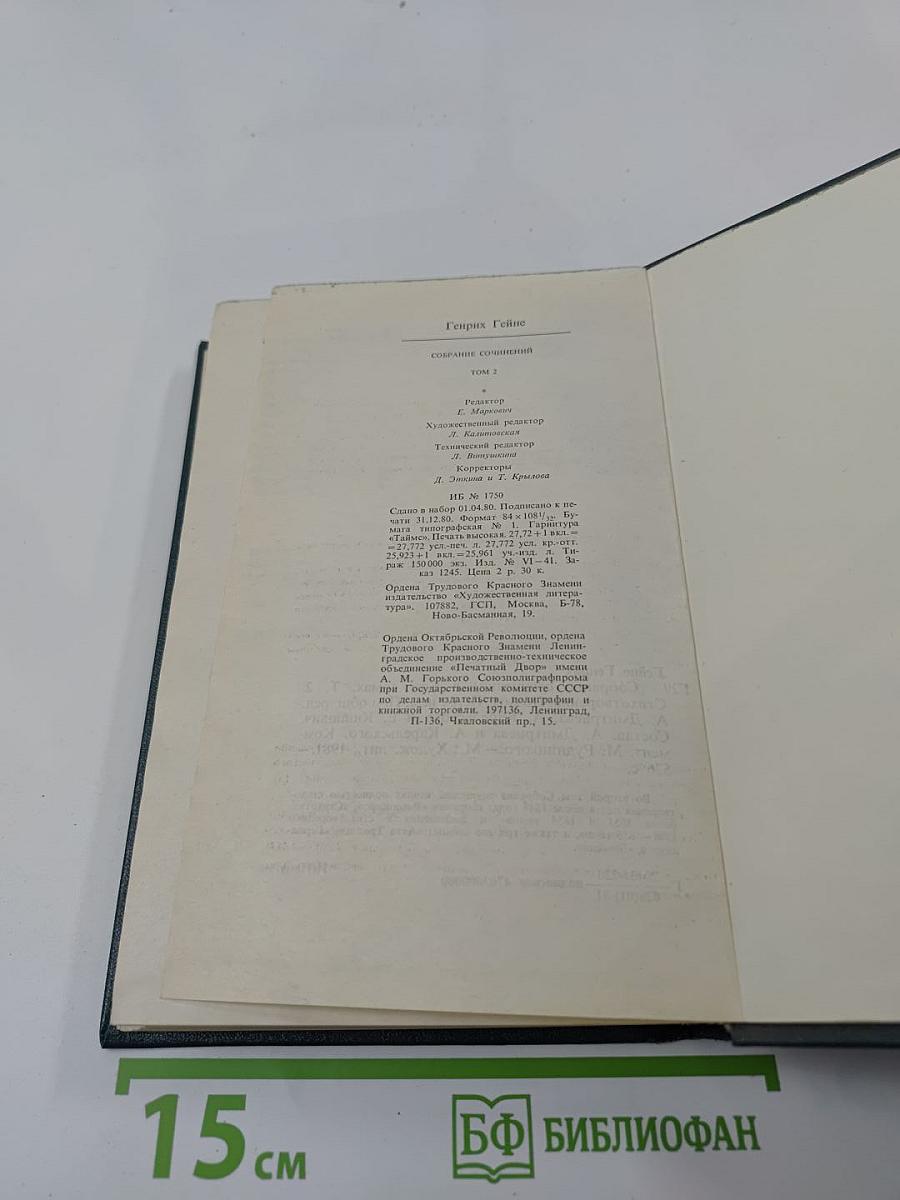 Генрих Гейне
СОБРАНИЕ СОЧИНЕНИЙ
ТОМ 2
*
Редактор
Е. Маркович
Художественный редактор
Л. Калитовская
Технический редактор
Л. Витушкина
Корректоры
Д. Эткина и Т. Крылова
ИБ № 1750
Сдано в набор 01.04.80. Подписано к пе-
чати 31.12.80. Формат 84×108¹/₃₂. Бу-
мага типографская № 1. Гарнитура
«Таймс». Печать высокая. 27,72+1 вкл.=
=27,772 усл.-печ. л. 27,772 усл. кр.-отт.
25,923+1 вкл.=25,961 уч.-изд. л. Ти-
раж 150 000 экз. Изд. № VI—41. За-
каз 1245. Цена 2 р. 30 к.
Ордена Трудового Красного Знамени
издательство «Художественная литера-
тура». 107882, ГСП, Москва, Б-78,
Ново-Басманная, 19.
Ордена Октябрьской Революции, ордена
Трудового Красного Знамени Ленин-
градское производственно-техническое
объединение «Печатный Двор» имени
А. М. Горького Союзполиграфпрома
при Государственном комитете СССР
по делам издательств, полиграфии и
книжной торговли. 197136, Ленинград,
П-136, Чкаловский пр., 15.
15 см
БФ БИБЛИОФАН